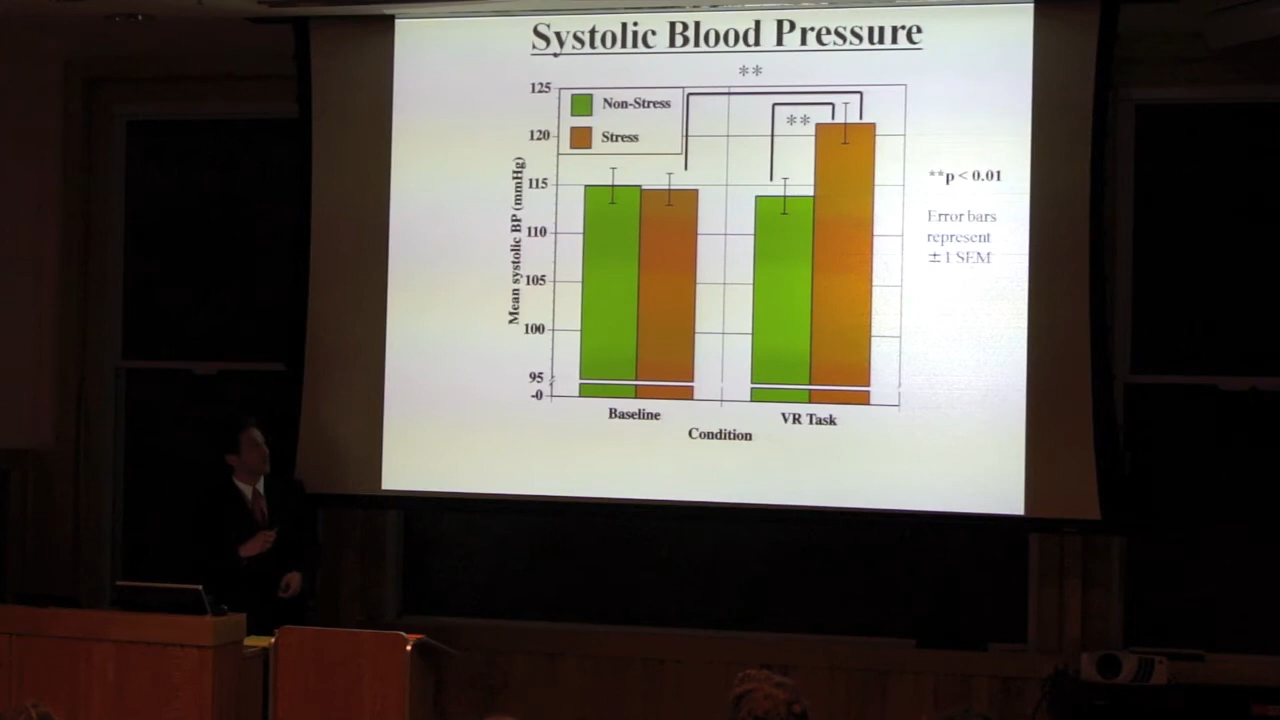 Systolic Blood Pressure
**
125
Non-Stress
**
120
Stress
115
**p < 0.01
Error bars
represent
±1 SEM
110
105
100
95
-0
Mean systolic BP (mmHg)
Baseline
VR Task
Condition